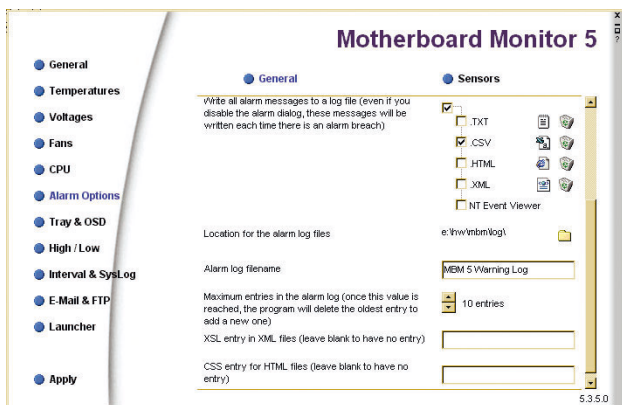 Motherboard Monitor 5
General
Temperatures
Voltages
Fans
CPU
Alarm Options
Tray & OSD
High / Low
Interval & SysLog
E-Mail & FTP
Launcher
Apply
General
Sensors
Write all alarm messages to a log file (even if you
disable the alarm dialog, these messages will be
written each time there is an alarm breach)
.TXT
.CSV
.HTML
.XML
NT Event Viewer
Location for the alarm log files
e:\hw\mbm\log\
Alarm log filename
MBM 5 Warning Log
Maximum entries in the alarm log (once this value is
reached, the program will delete the oldest entry to
add a new one)
10 entries
XSL entry in XML files (leave blank to have no entry)
CSS entry for HTML files (leave blank to have no
entry)
5.3.5.0